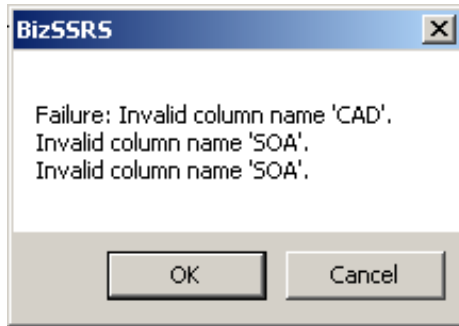 BizSSRS
Failure: Invalid column name 'CAD'.
Invalid column name 'SOA'.
Invalid column name 'SOA'.
OK
Cancel